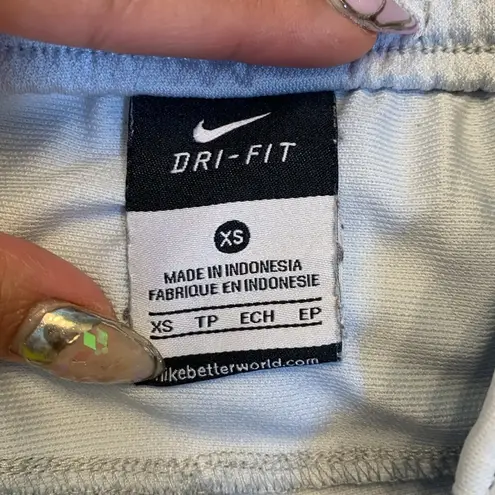 DRI-FIT
XS
MADE IN INDONESIA
FABRIQUE EN INDONESIE
XS TP ECH EP
nikebetterworld.com